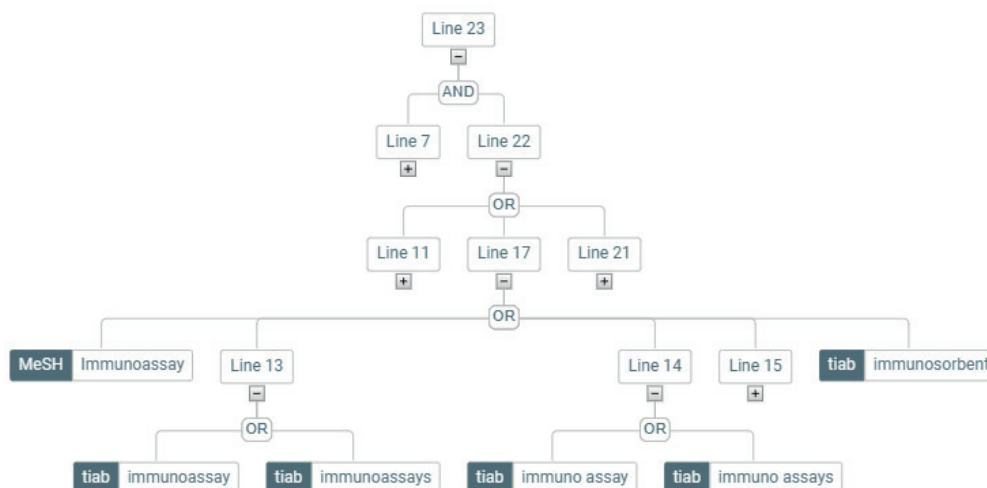 Line 23
AND
Line 7 Line 22
OR
Line 11 Line 17 Line 21
OR
MeSH Immunoassay Line 13 Line 14 Line 15 tiab immunosorbent
OR OR
tiab immunoassay tiab immunoassays tiab immuno assay tiab immuno assays